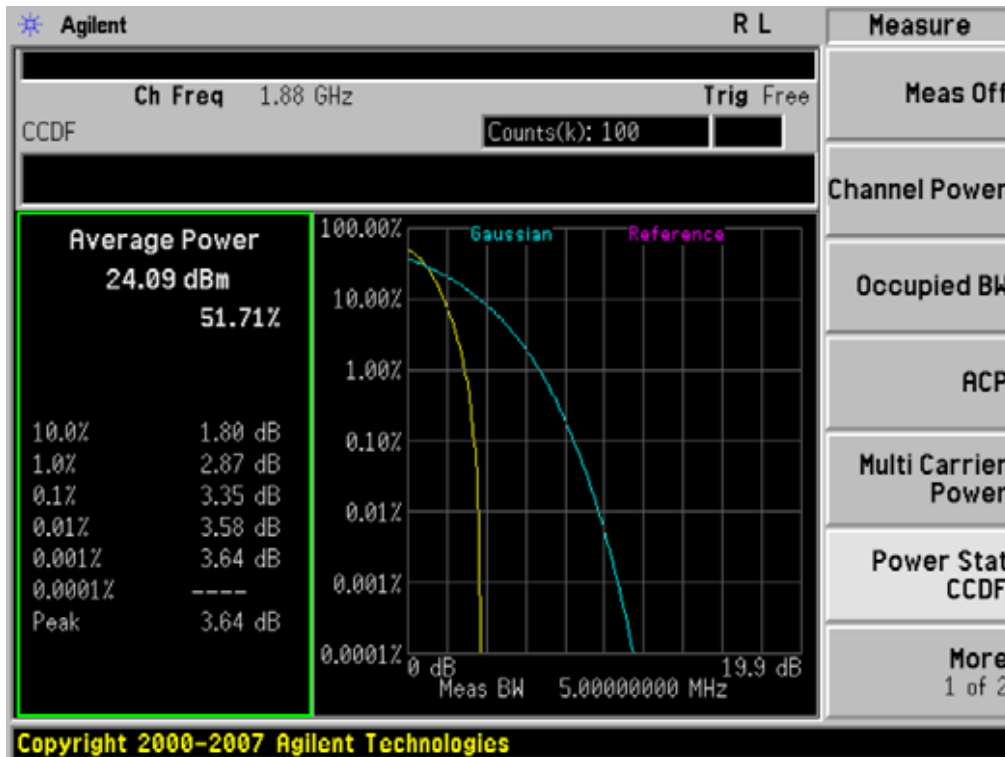 Agilent R L Measure
Ch Freq 1.88 GHz Trig Free
CCDF Counts(k): 100
Meas Off
Channel Power
Occupied BW
ACP
Multi Carrier
Power
Power Stat
CCDF
More
1 of 2
Average Power
24.09 dBm
51.71%
10.0% 1.80 dB
1.0% 2.87 dB
0.1% 3.35 dB
0.01% 3.58 dB
0.001% 3.64 dB
0.0001% ----
Peak 3.64 dB
Gaussian Reference
100.00%
10.00%
1.00%
0.10%
0.01%
0.001%
0.0001%
0 dB 19.9 dB
Meas BW 5.00000000 MHz
Copyright 2000-2007 Agilent Technologies